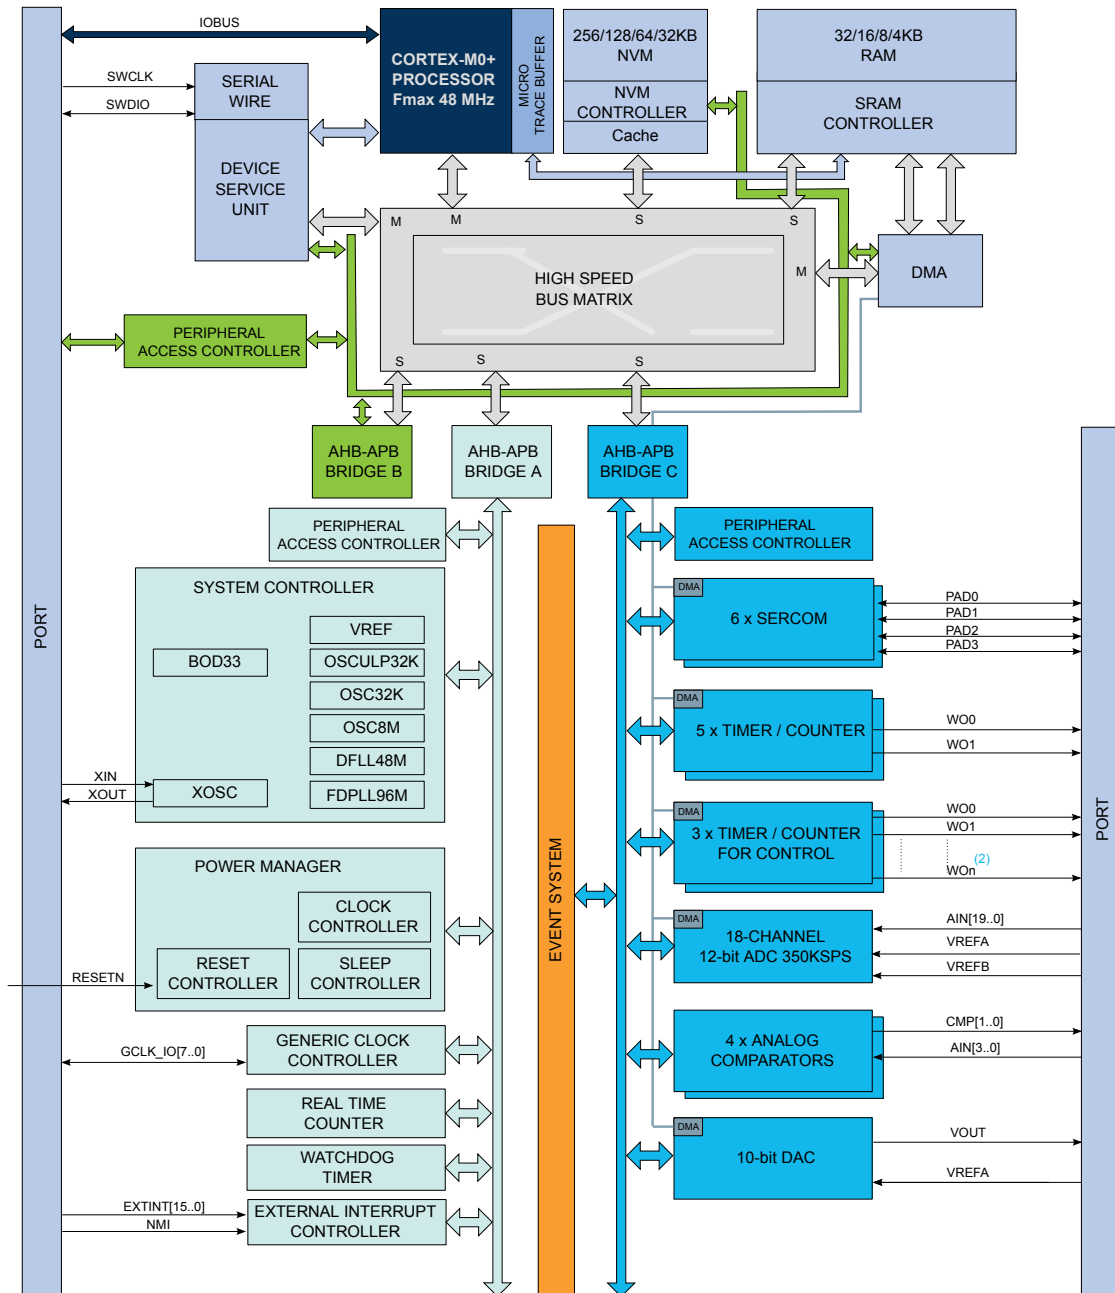 IOBUS
CORTEX-M0+
PROCESSOR
Fmax 48 MHz
MICRO
TRACE BUFFER
256/128/64/32KB
NVM
NVM
CONTROLLER
Cache
32/16/8/4KB
RAM
SRAM
CONTROLLER
SWCLK
SWDIO
SERIAL
WIRE
DEVICE
SERVICE
UNIT
M
M
S
S
M
HIGH SPEED
BUS MATRIX
DMA
PERIPHERAL
ACCESS CONTROLLER
S
S
S
AHB-APB
BRIDGE B
AHB-APB
BRIDGE A
AHB-APB
BRIDGE C
PORT
PERIPHERAL
ACCESS CONTROLLER
SYSTEM CONTROLLER
VREF
BOD33
OSCULP32K
OSC32K
OSC8M
DFLL48M
XIN
XOUT
XOSC
FDPLL96M
POWER MANAGER
CLOCK
CONTROLLER
RESETN
RESET
CONTROLLER
SLEEP
CONTROLLER
GCLK_IO[7..0]
GENERIC CLOCK
CONTROLLER
REAL TIME
COUNTER
WATCHDOG
TIMER
EXTINT[15..0]
NMI
EXTERNAL INTERRUPT
CONTROLLER
EVENT SYSTEM
PERIPHERAL
ACCESS CONTROLLER
DMA
6 x SERCOM
PAD0
PAD1
PAD2
PAD3
DMA
5 x TIMER / COUNTER
WO0
WO1
DMA
3 x TIMER / COUNTER
FOR CONTROL
WO0
WO1
(2)
WOn
DMA
18-CHANNEL
12-bit ADC 350KSPS
AIN[19..0]
VREFA
VREFB
4 x ANALOG
COMPARATORS
CMP[1..0]
AIN[3..0]
DMA
10-bit DAC
VOUT
VREFA
PORT